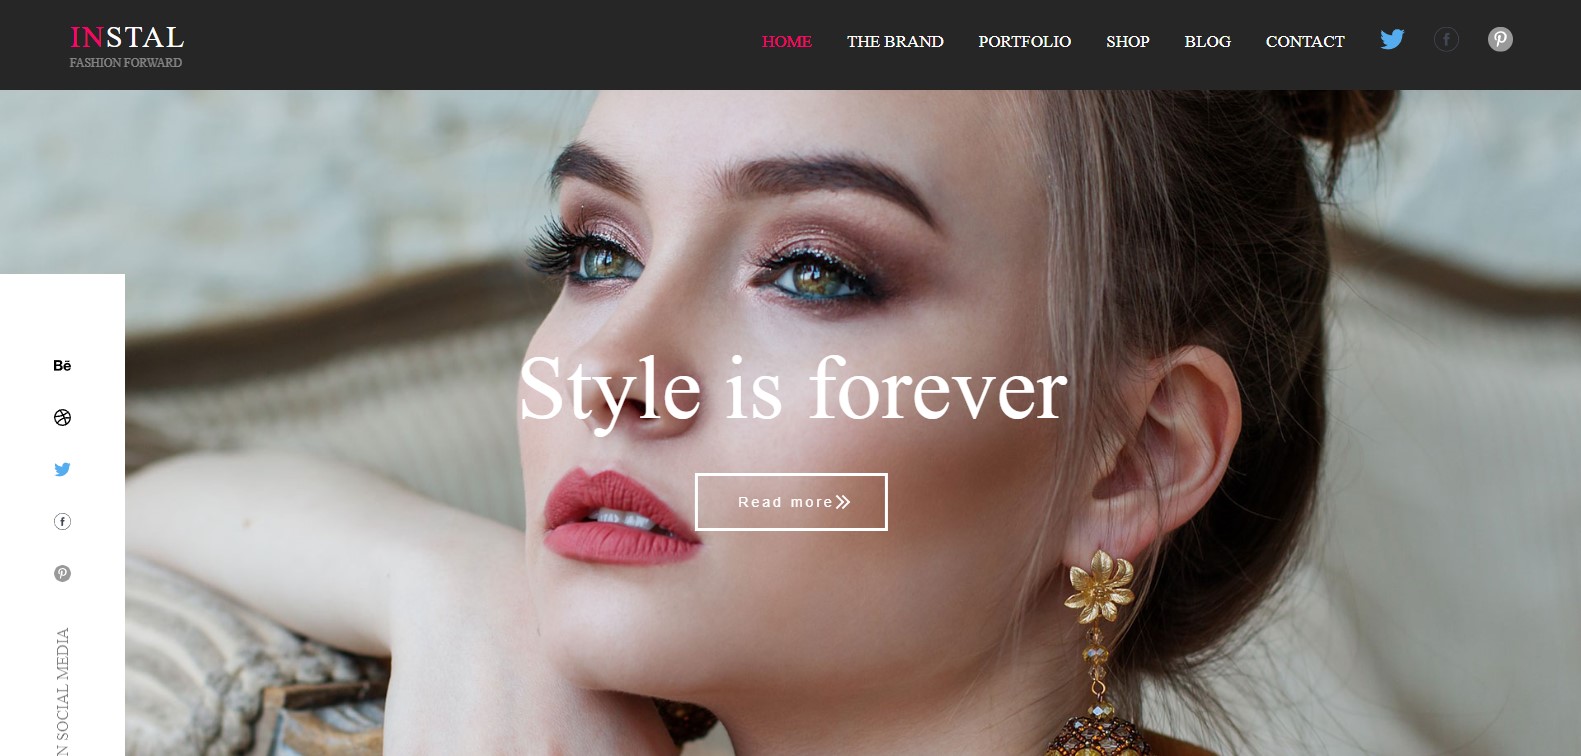 INSTAL
FASHION FORWARD
HOME THE BRAND PORTFOLIO SHOP BLOG CONTACT
Style is forever
Read more
Bē
SOCIAL MEDIA